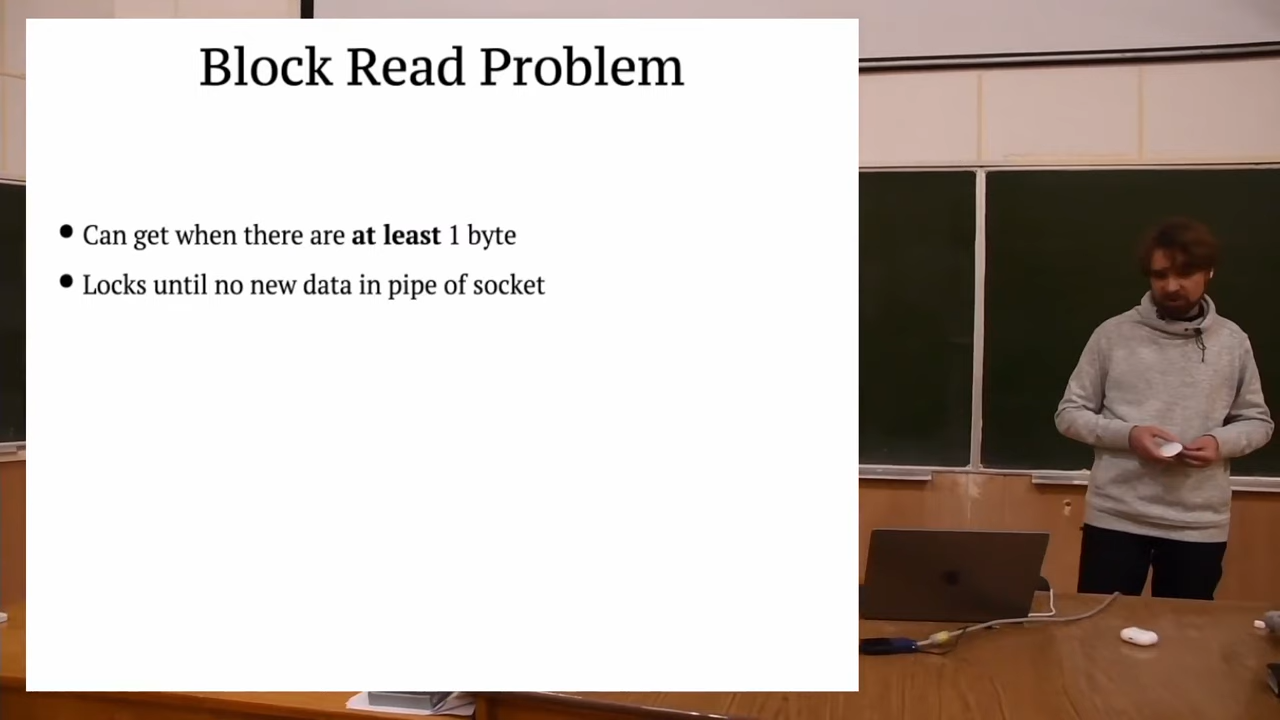 Block Read Problem
• Can get when there are at least 1 byte
• Locks until no new data in pipe of socket